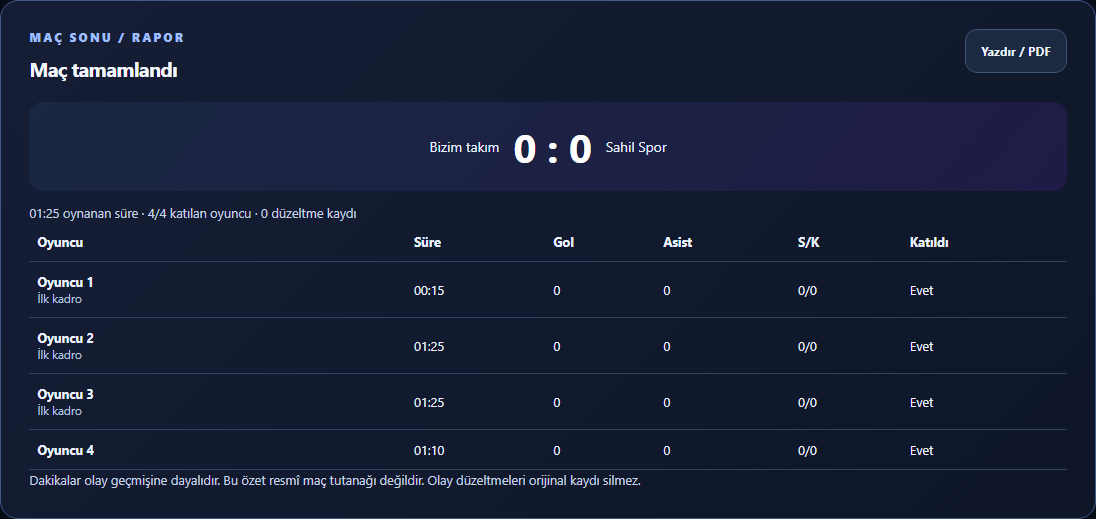 MAÇ SONU / RAPOR
Yazdır / PDF
Maç tamamlandı
Bizim takım 0 : 0 Sahil Spor
01:25 oynanan süre · 4/4 katılan oyuncu · 0 düzeltme kaydı
Oyuncu Süre Gol Asist S/K Katıldı
Oyuncu 1
İlk kadro
00:15 0 0 0/0 Evet
Oyuncu 2
İlk kadro
01:25 0 0 0/0 Evet
Oyuncu 3
İlk kadro
01:25 0 0 0/0 Evet
Oyuncu 4 01:10 0 0 0/0 Evet
Dakikalar olay geçmişine dayalıdır. Bu özet resmî maç tutanağı değildir. Olay düzeltmeleri orijinal kaydı silmez.